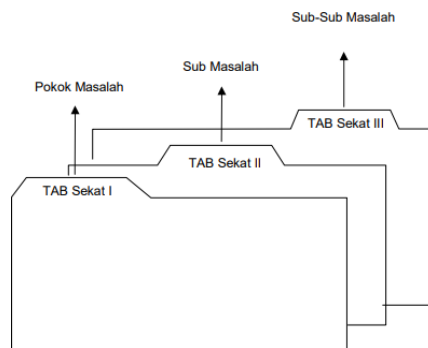 Sub-Sub Masalah
Sub Masalah
Pokok Masalah
TAB Sekat III
TAB Sekat II
TAB Sekat I